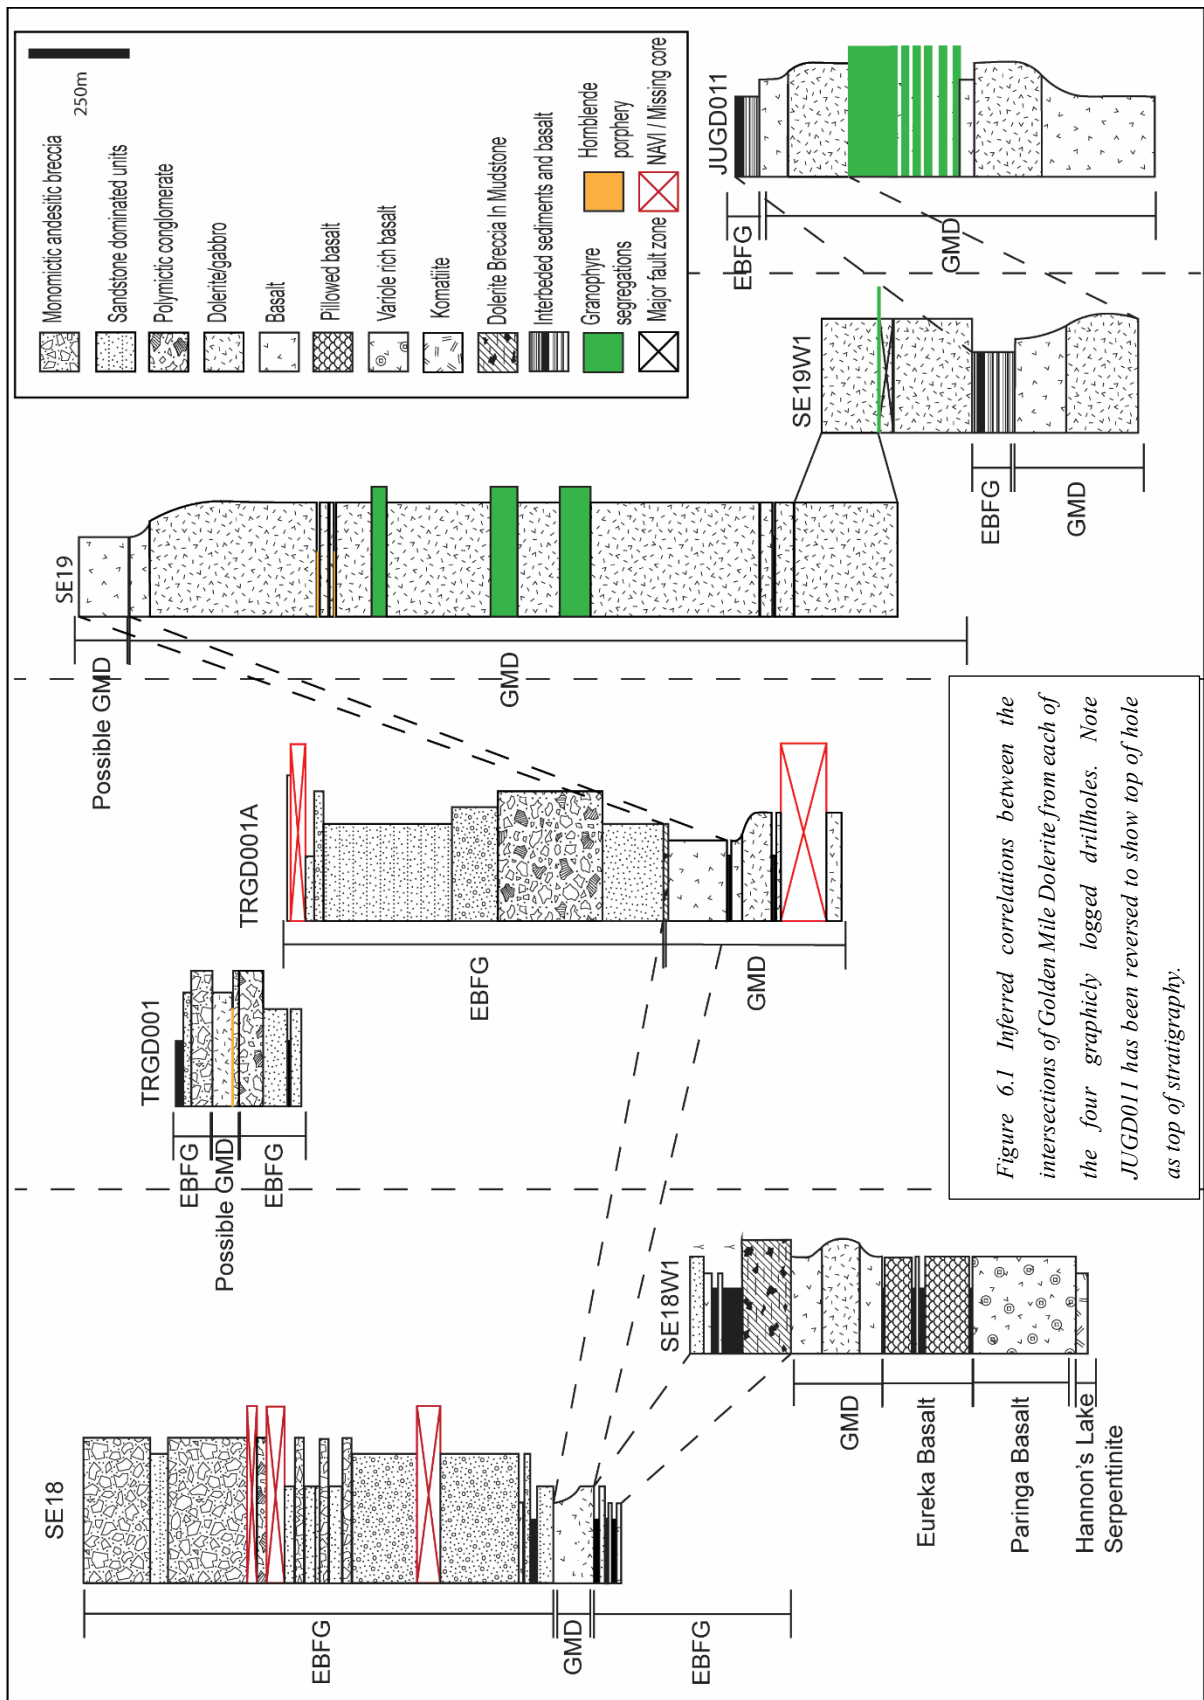 250m
Monomictic andesitic breccia
Sandstone dominated units
Polymictic conglomerate
Dolerite/gabbro
Basalt
Pillowed basalt
Variole rich basalt
Komatiite
Dolerite Breccia In Mudstone
Interbeded sediments and basalt
Granophyre
segregations
Major fault zone
Hornblende
porphery
NAVI / Missing core
SE18
EBFG
GMD
EBFG
SE18W1
GMD
Eureka Basalt
Paringa Basalt
Hannon's Lake
Serpentinite
TRGD001
EBFG
Possible GMD
EBFG
TRGD001A
EBFG
GMD
SE19
Possible GMD
GMD
SE19W1
EBFG
GMD
JUGD011
EBFG
GMD
Figure 6.1 Inferred correlations between the
intersections of Golden Mile Dolerite from each of
the four graphicly logged drillholes. Note
JUGD011 has been reversed to show top of hole
as top of stratigraphy.